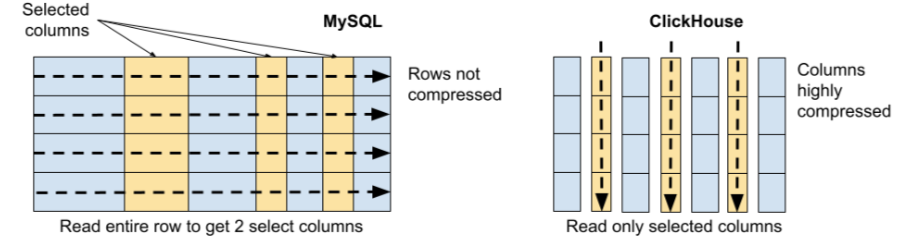 Selected
columns
MySQL
Rows not
compressed
Read entire row to get 2 select columns
ClickHouse
Columns
highly
compressed
Read only selected columns